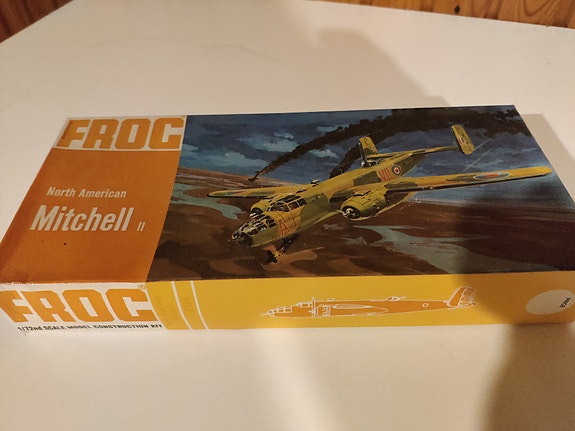 FROG
North American
Mitchell II
FROG®
1/72nd SCALE MODEL CONSTRUCTION KIT